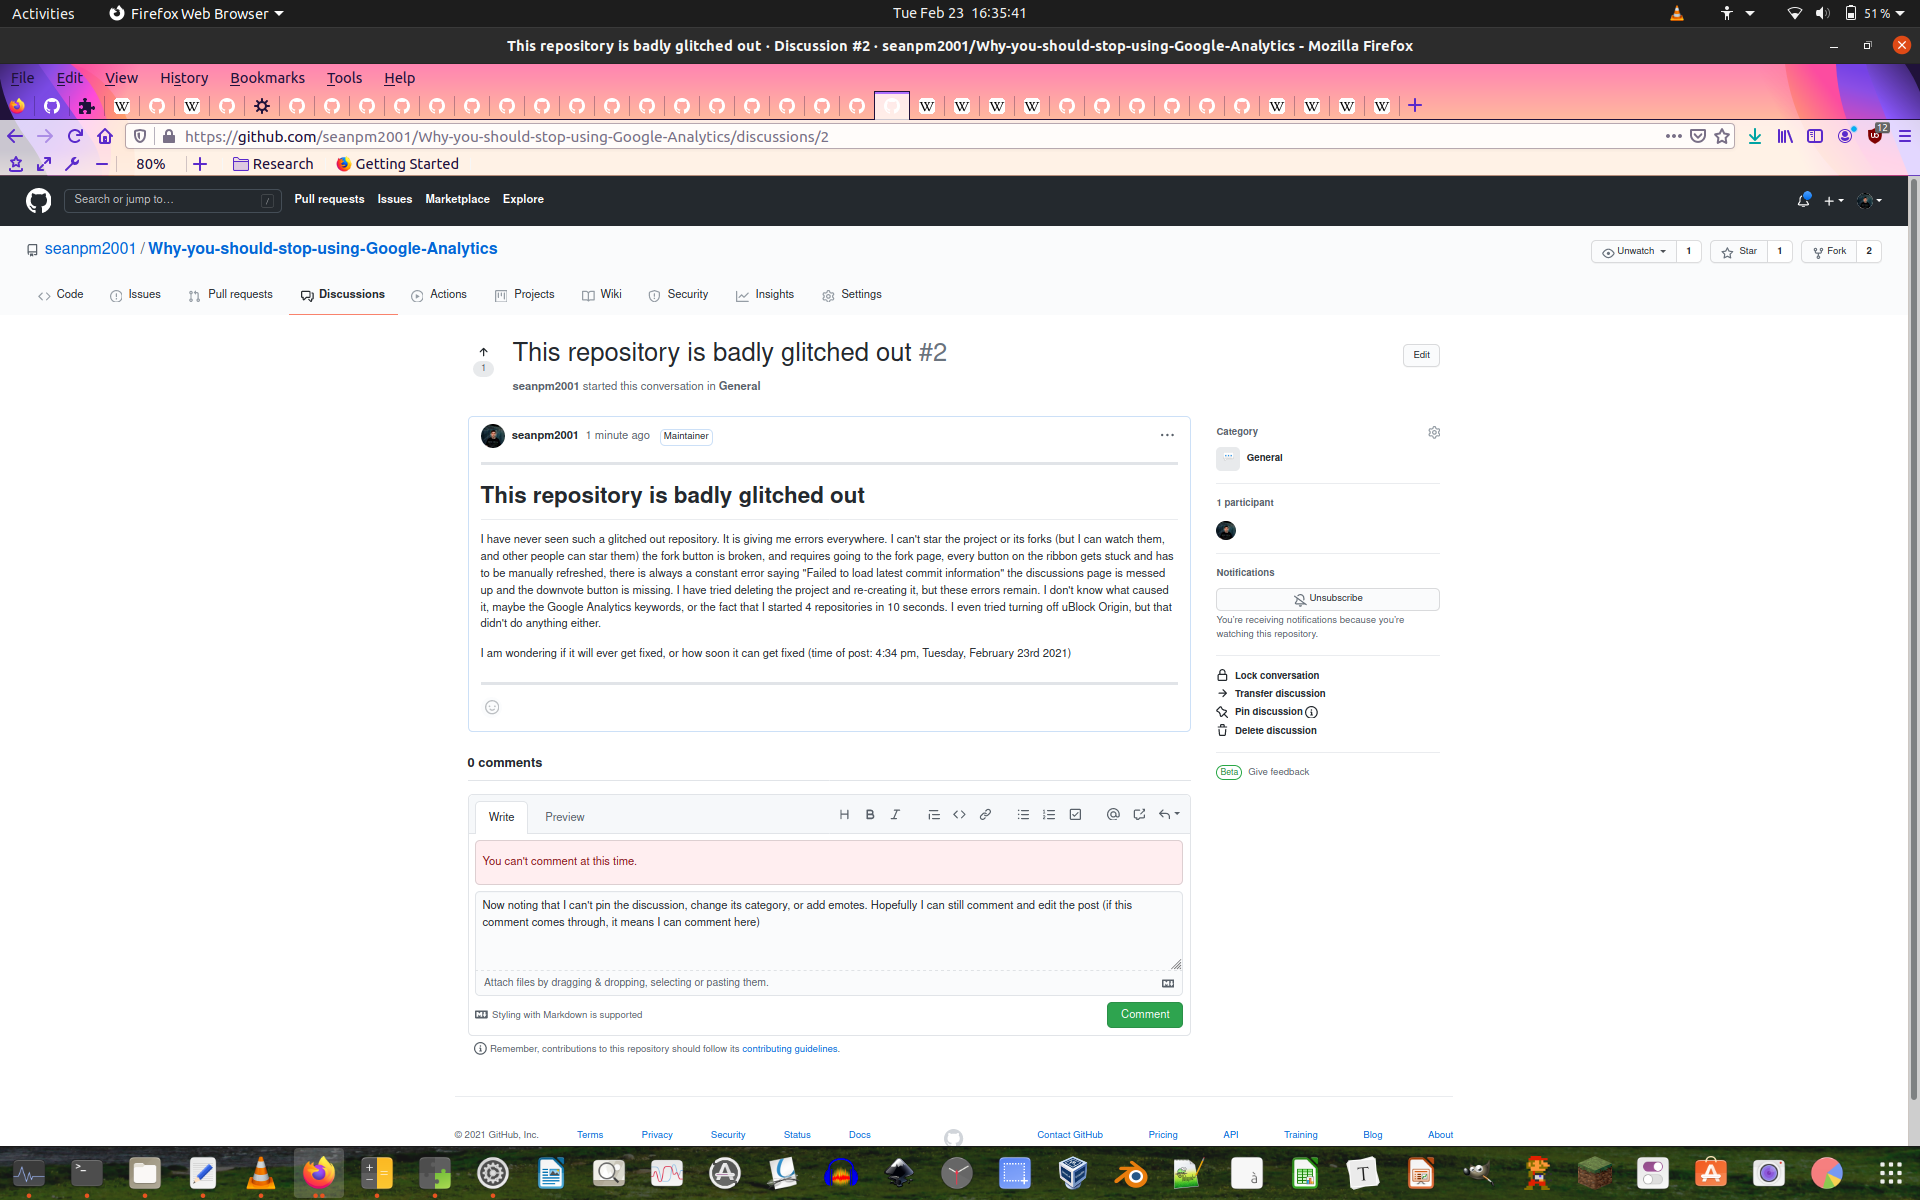 Activities
Firefox Web Browser
Tue Feb 23 16:35:41
51 %
This repository is badly glitched out · Discussion #2 · seanpm2001/Why-you-should-stop-using-Google-Analytics - Mozilla Firefox
File Edit View History Bookmarks Tools Help
https://github.com/seanpm2001/Why-you-should-stop-using-Google-Analytics/discussions/2
12
80%
Research
Getting Started
Search or jump to…
/
Pull requests Issues Marketplace Explore
seanpm2001 / Why-you-should-stop-using-Google-Analytics
Unwatch 1
Star 1
Fork 2
Code
Issues
Pull requests
Discussions
Actions
Projects
Wiki
Security
Insights
Settings
This repository is badly glitched out #2
1
Edit
seanpm2001 started this conversation in General
seanpm2001 1 minute ago Maintainer
This repository is badly glitched out
I have never seen such a glitched out repository. It is giving me errors everywhere. I can't star the project or its forks (but I can watch them,
and other people can star them) the fork button is broken, and requires going to the fork page, every button on the ribbon gets stuck and has
to be manually refreshed, there is always a constant error saying "Failed to load latest commit information" the discussions page is messed
up and the downvote button is missing. I have tried deleting the project and re-creating it, but these errors remain. I don't know what caused
it, maybe the Google Analytics keywords, or the fact that I started 4 repositories in 10 seconds. I even tried turning off uBlock Origin, but that
didn't do anything either.
I am wondering if it will ever get fixed, or how soon it can get fixed (time of post: 4:34 pm, Tuesday, February 23rd 2021)
Category
General
1 participant
Notifications
Unsubscribe
You're receiving notifications because you're
watching this repository.
Lock conversation
Transfer discussion
Pin discussion
Delete discussion
Beta Give feedback
0 comments
Write
Preview
You can't comment at this time.
Now noting that I can't pin the discussion, change its category, or add emotes. Hopefully I can still comment and edit the post (if this
comment comes through, it means I can comment here)
Attach files by dragging & dropping, selecting or pasting them.
Styling with Markdown is supported
Comment
Remember, contributions to this repository should follow its contributing guidelines.
© 2021 GitHub, Inc.
Terms
Privacy
Security
Status
Docs
Contact GitHub
Pricing
API
Training
Blog
About